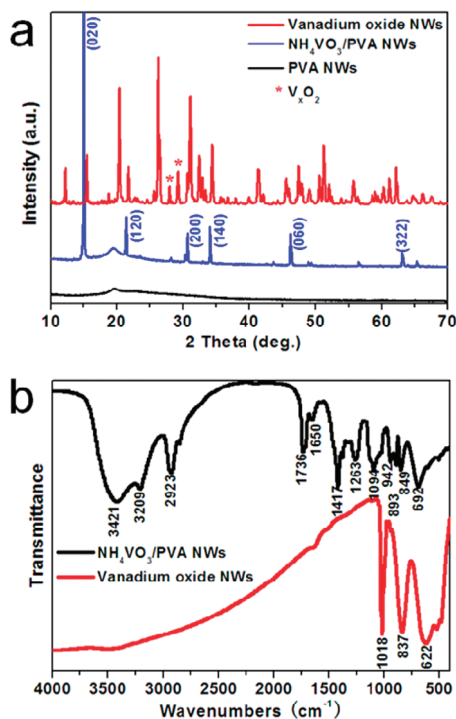 a
Vanadium oxide NWs
NH4VO3/PVA NWs
PVA NWs
* VxO2
(020)
* *
(120)
(200)
(140)
(060)
(322)
Intensity (a.u.)
10 20 30 40 50 60 70
2 Theta (deg.)
b
3421
3209
2923
1736
1650
1417
1263
1094
942
893
849
692
NH4VO3/PVA NWs
Vanadium oxide NWs
1018
837
622
Transmittance
4000 3500 3000 2500 2000 1500 1000 500
Wavenumbers (cm-1)